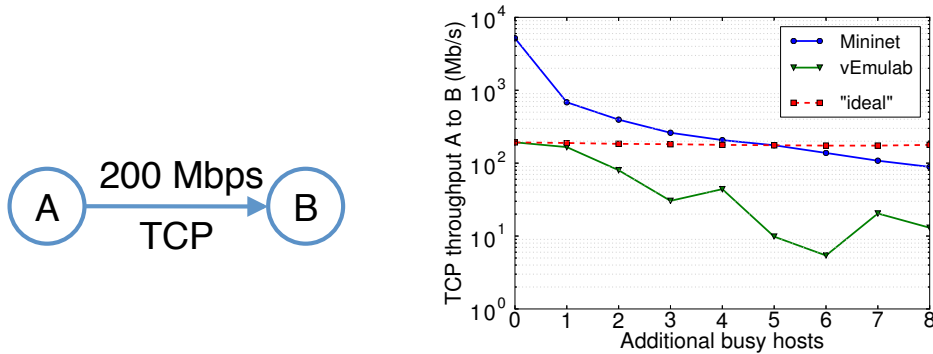 A
200 Mbps
TCP
B
TCP throughput A to B (Mb/s)
10^4
10^3
10^2
10^1
10^0
0 1 2 3 4 5 6 7 8
Additional busy hosts
Mininet
vEmulab
"ideal"